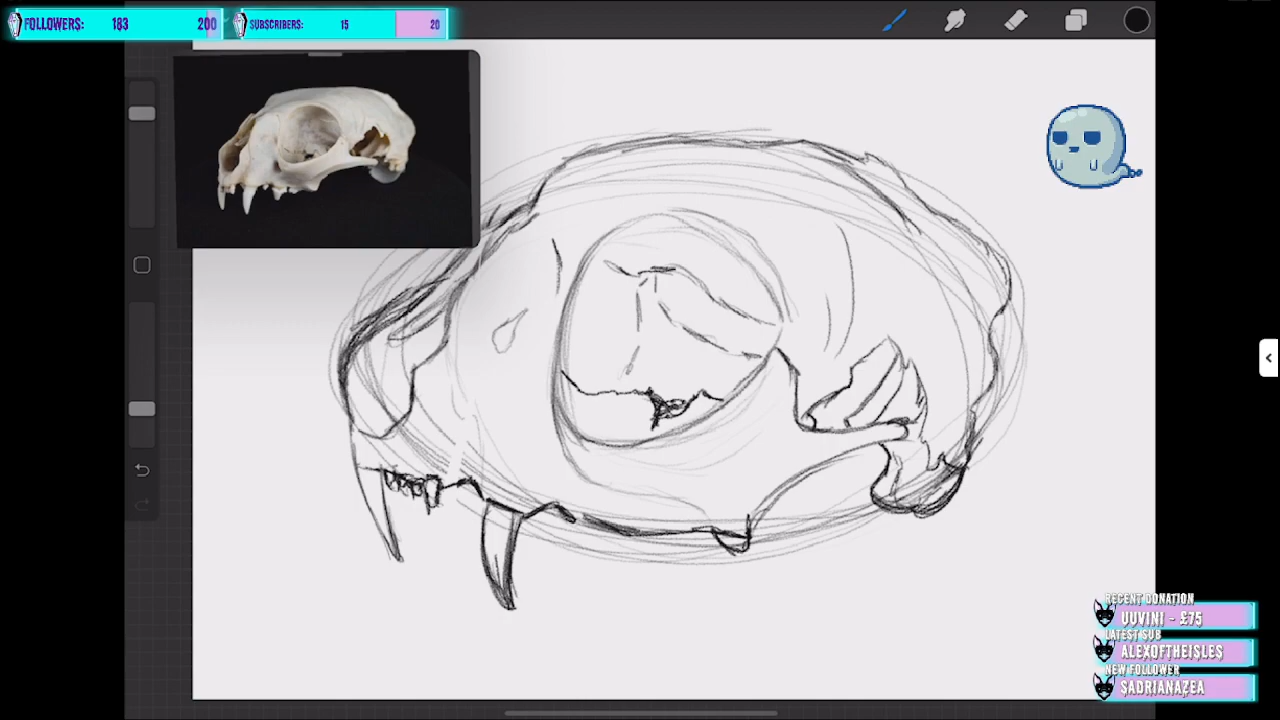 FOLLOWERS: 183 200
SUBSCRIBERS: 15 20
RECENT DONATION
UUVINI - £75
LATEST SUB
ALEXOFTHEISLES
NEW FOLLOWER
SADRIANAZEA